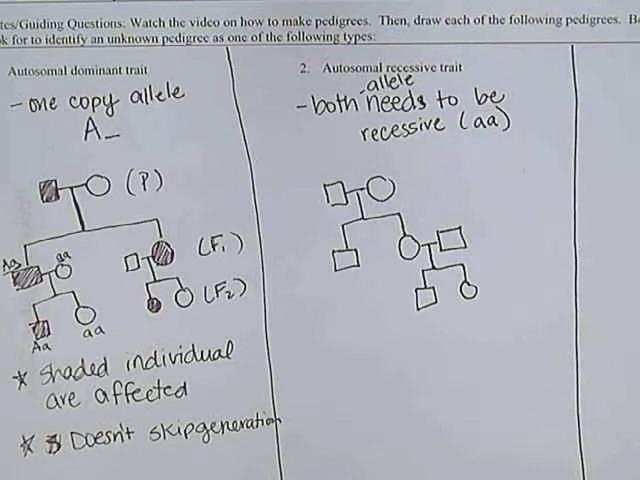 tes/Guiding Questions: Watch the video on how to make pedigrees. Then, draw each of the following pedigrees. B
k for to identify an unknown pedigree as one of the following types:
Autosomal dominant trait
- one copy allele
A_
(P)
Aa
aa
(F₁)
(F₂)
Aa
aa
* Shaded individual
are affected
* Doesn't skip generation
2. Autosomal recessive trait
allele
- both needs to be
recessive (aa)